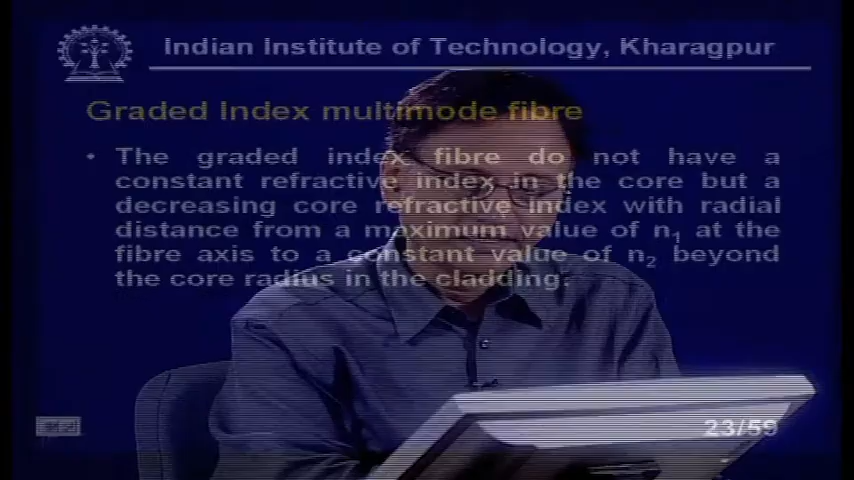 Indian Institute of Technology, Kharagpur
Graded Index multimode fibre
• The graded index fibre do not have a
constant refractive index in the core but a
decreasing core refractive index with radial
distance from a maximum value of n1 at the
fibre axis to a constant value of n2 beyond
the core radius in the cladding.
23/59